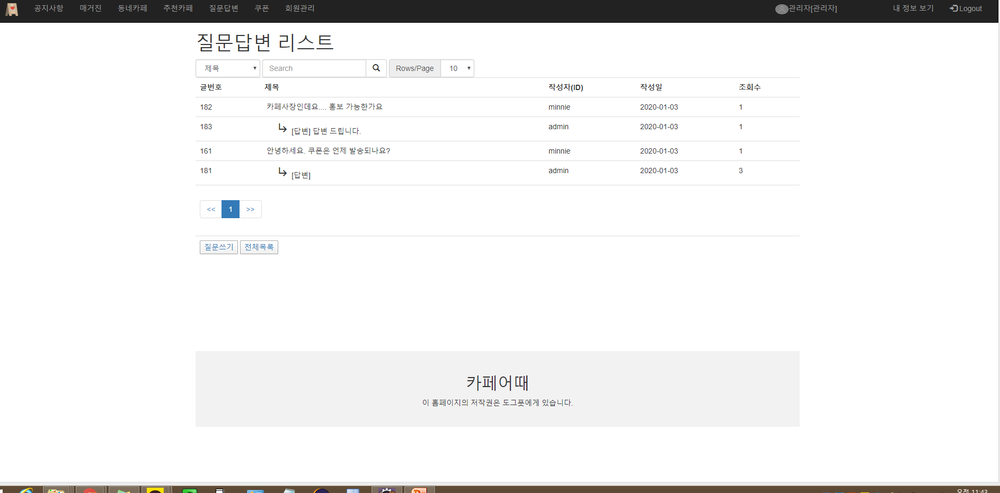 공지사항 매거진 동네카페 추천카페 질문답변 쿠폰 회원관리 관리자[관리자] 내 정보 보기 Logout
질문답변 리스트
제목 Search Rows/Page 10
글번호 제목 작성자(ID) 작성일 조회수
182 카페사장인데요.... 홍보 가능한가요 minnie 2020-01-03 1
183 [답변] 답변 드립니다. admin 2020-01-03 1
161 안녕하세요. 쿠폰은 언제 발송되나요? minnie 2020-01-03 1
181 [답변] admin 2020-01-03 3
<< 1 >>
질문쓰기 전체목록
카페어때
이 홈페이지의 저작권은 도그풋에게 있습니다.
오전 11:43